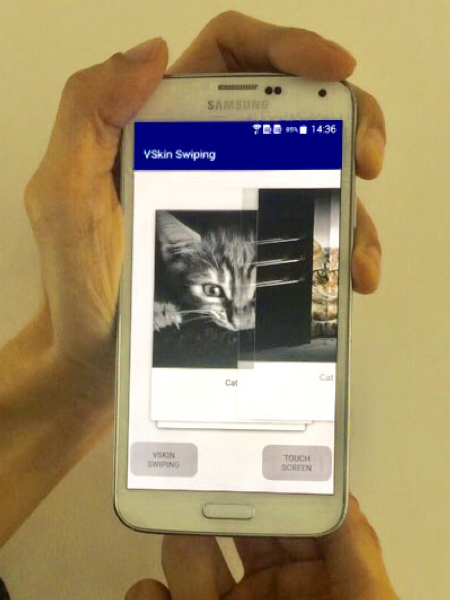 SAMSUNG
85% 14:36
VSkin Swiping
Cat
Cat
VSKIN
SWIPING
TOUCH
SCREEN